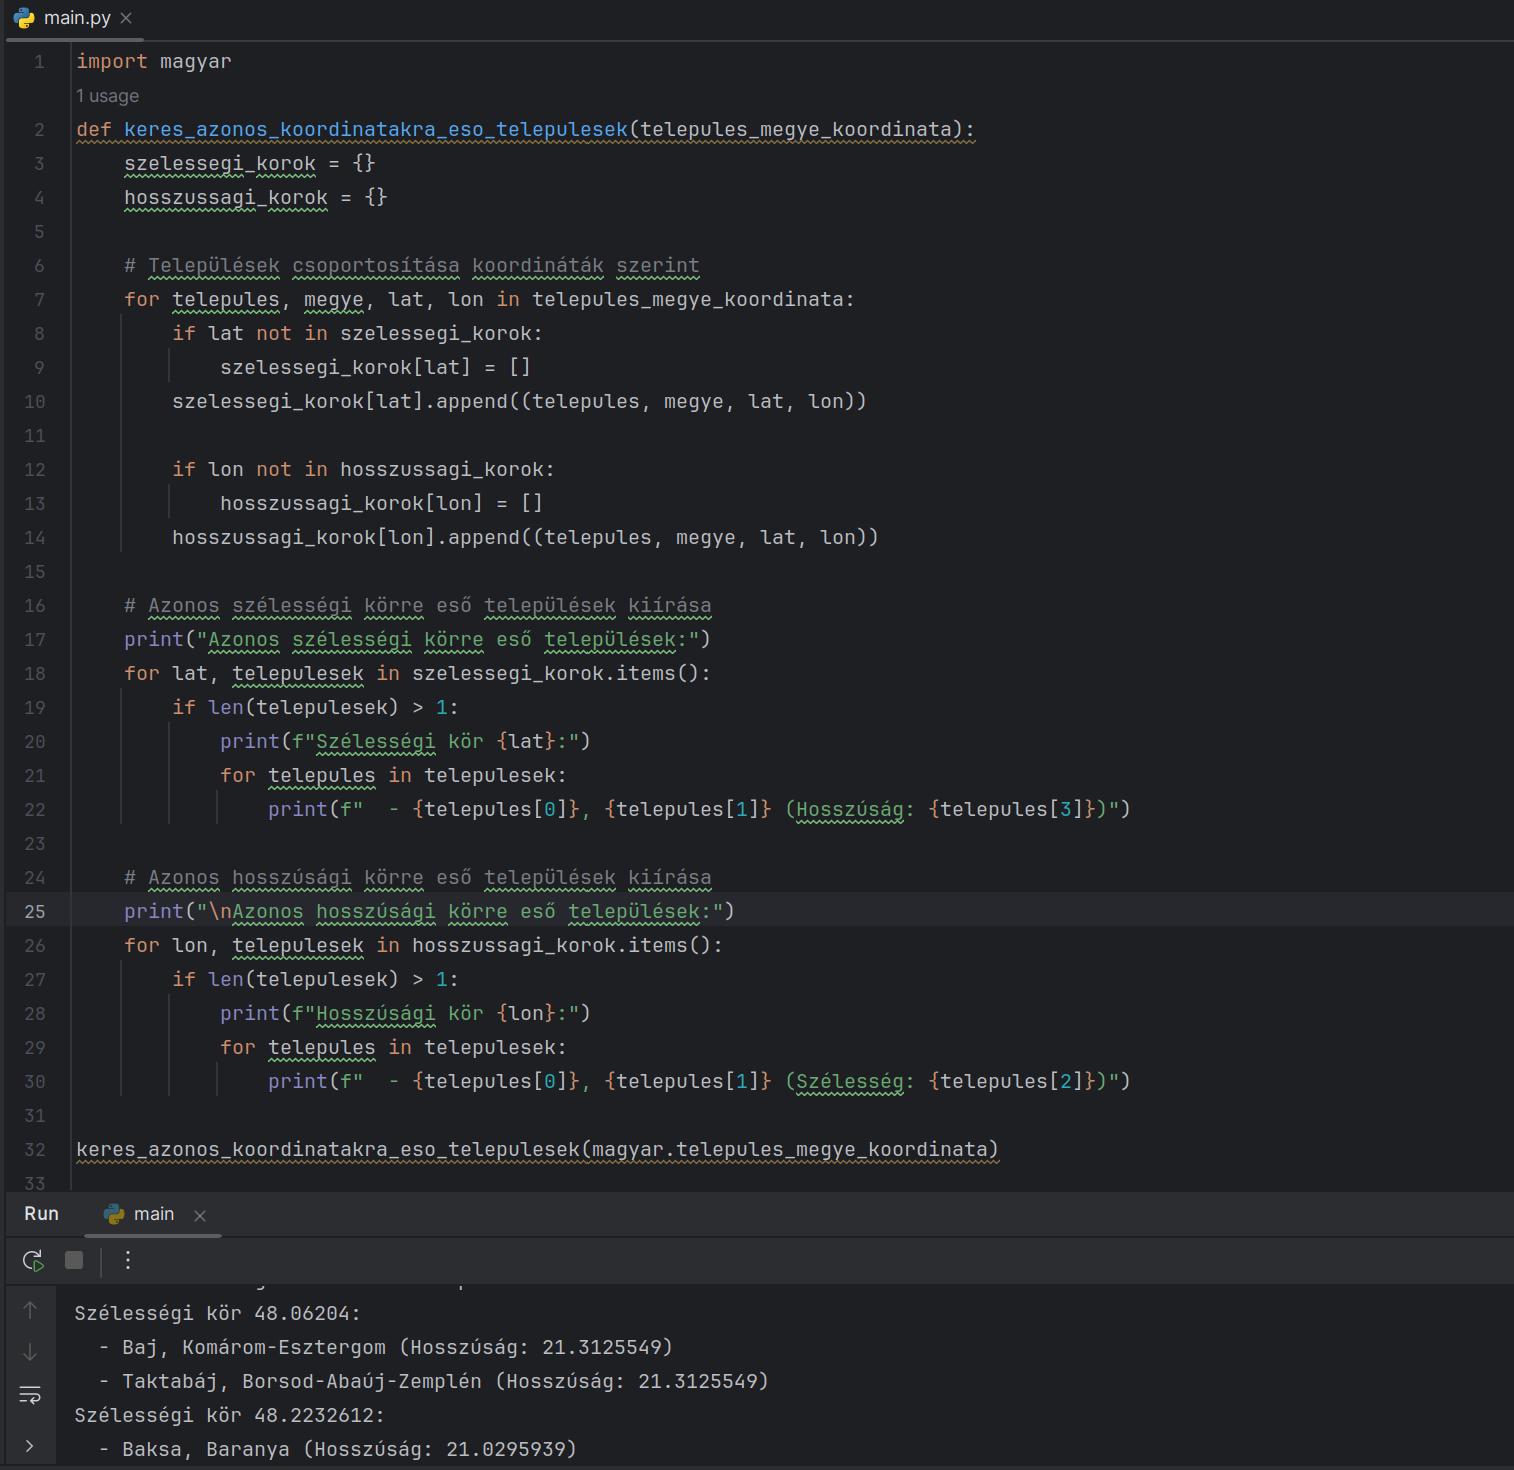 main.py
1 import magyar
1 usage
2 def keres_azonos_koordinatakra_eso_telepulesek(telepules_megye_koordinata):
3     szelessegi_korok = {}
4     hosszussagi_korok = {}
5
6     # Települések csoportosítása koordináták szerint
7     for telepules, megye, lat, lon in telepules_megye_koordinata:
8         if lat not in szelessegi_korok:
9             szelessegi_korok[lat] = []
10         szelessegi_korok[lat].append((telepules, megye, lat, lon))
11
12         if lon not in hosszussagi_korok:
13             hosszussagi_korok[lon] = []
14         hosszussagi_korok[lon].append((telepules, megye, lat, lon))
15
16     # Azonos szélességi körre eső települések kiírása
17     print("Azonos szélességi körre eső települések:")
18     for lat, telepulesek in szelessegi_korok.items():
19         if len(telepulesek) > 1:
20             print(f"Szélességi kör {lat}:")
21             for telepules in telepulesek:
22                 print(f"  - {telepules[0]}, {telepules[1]} (Hosszúság: {telepules[3]})")
23
24     # Azonos hosszúsági körre eső települések kiírása
25     print("\nAzonos hosszúsági körre eső települések:")
26     for lon, telepulesek in hosszussagi_korok.items():
27         if len(telepulesek) > 1:
28             print(f"Hosszúsági kör {lon}:")
29             for telepules in telepulesek:
30                 print(f"  - {telepules[0]}, {telepules[1]} (Szélesség: {telepules[2]})")
31
32 keres_azonos_koordinatakra_eso_telepulesek(magyar.telepules_megye_koordinata)
33
Run main
Szélességi kör 48.06204:
  - Baj, Komárom-Esztergom (Hosszúság: 21.3125549)
  - Taktabáj, Borsod-Abaúj-Zemplén (Hosszúság: 21.3125549)
Szélességi kör 48.2232612:
  - Baksa, Baranya (Hosszúság: 21.0295939)